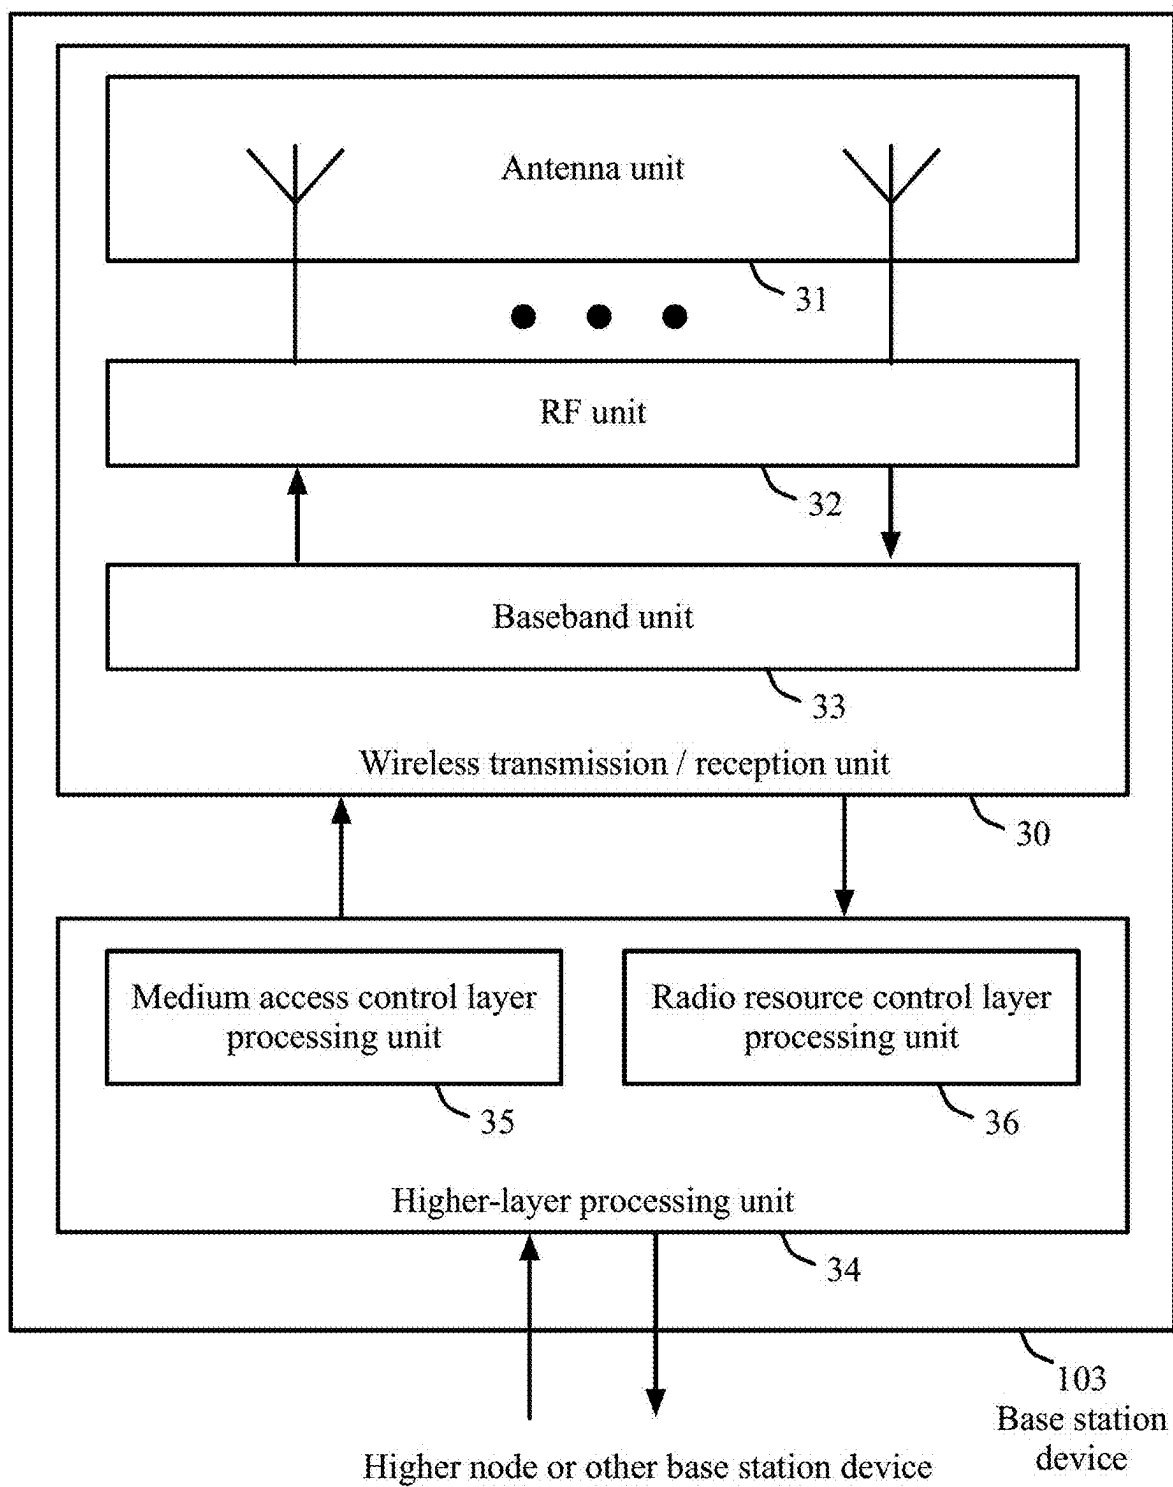 Antenna unit
31
RF unit
32
Baseband unit
33
Wireless transmission / reception unit
30
Medium access control layer
processing unit
35
Radio resource control layer
processing unit
36
Higher-layer processing unit
34
103
Base station
device
Higher node or other base station device